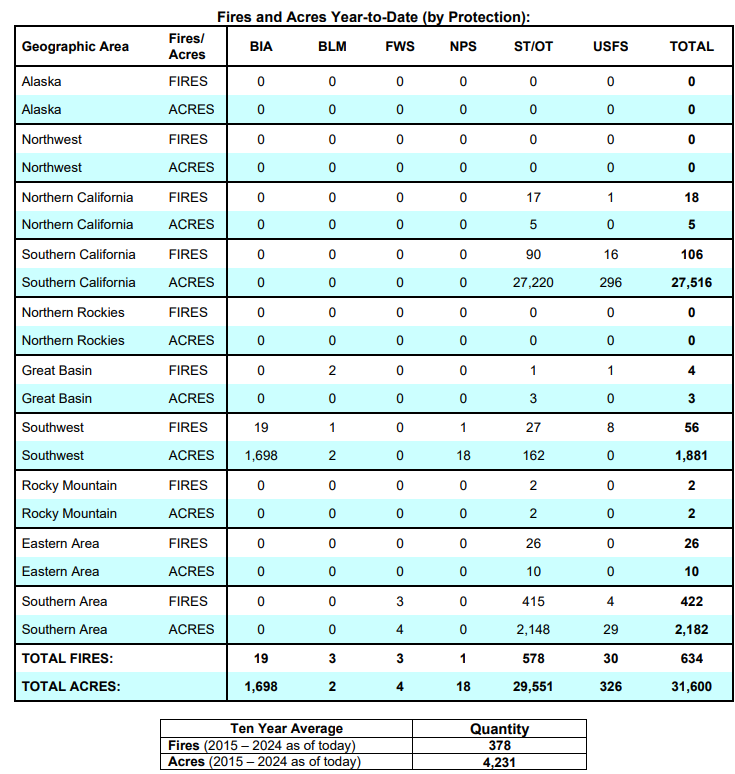 Fires and Acres Year-to-Date (by Protection):
Geographic Area Fires/ Acres BIA BLM FWS NPS ST/OT USFS TOTAL
Alaska FIRES 0 0 0 0 0 0 0
Alaska ACRES 0 0 0 0 0 0 0
Northwest FIRES 0 0 0 0 0 0 0
Northwest ACRES 0 0 0 0 0 0 0
Northern California FIRES 0 0 0 0 17 1 18
Northern California ACRES 0 0 0 0 5 0 5
Southern California FIRES 0 0 0 0 90 16 106
Southern California ACRES 0 0 0 0 27,220 296 27,516
Northern Rockies FIRES 0 0 0 0 0 0 0
Northern Rockies ACRES 0 0 0 0 0 0 0
Great Basin FIRES 0 2 0 0 1 1 4
Great Basin ACRES 0 0 0 0 3 0 3
Southwest FIRES 19 1 0 1 27 8 56
Southwest ACRES 1,698 2 0 18 162 0 1,881
Rocky Mountain FIRES 0 0 0 0 2 0 2
Rocky Mountain ACRES 0 0 0 0 2 0 2
Eastern Area FIRES 0 0 0 0 26 0 26
Eastern Area ACRES 0 0 0 0 10 0 10
Southern Area FIRES 0 0 3 0 415 4 422
Southern Area ACRES 0 0 4 0 2,148 29 2,182
TOTAL FIRES: 19 3 3 1 578 30 634
TOTAL ACRES: 1,698 2 4 18 29,551 326 31,600
Ten Year Average Quantity
Fires (2015 – 2024 as of today) 378
Acres (2015 – 2024 as of today) 4,231